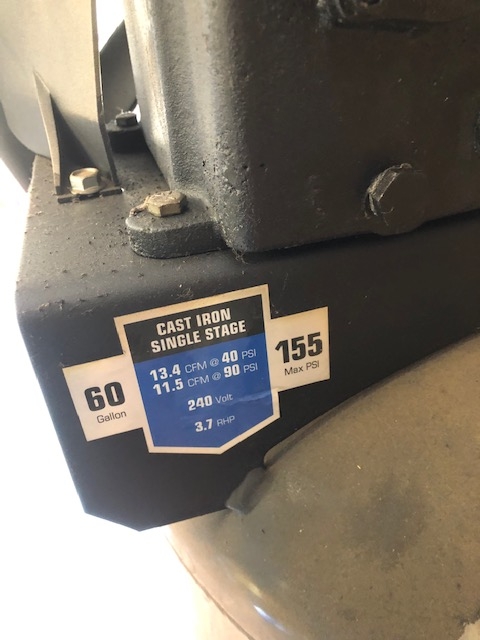 CAST IRON
SINGLE STAGE
13.4 CFM @ 40 PSI
11.5 CFM @ 90 PSI
240 Volt
3.7 RHP
60
Gallon
155
Max PSI